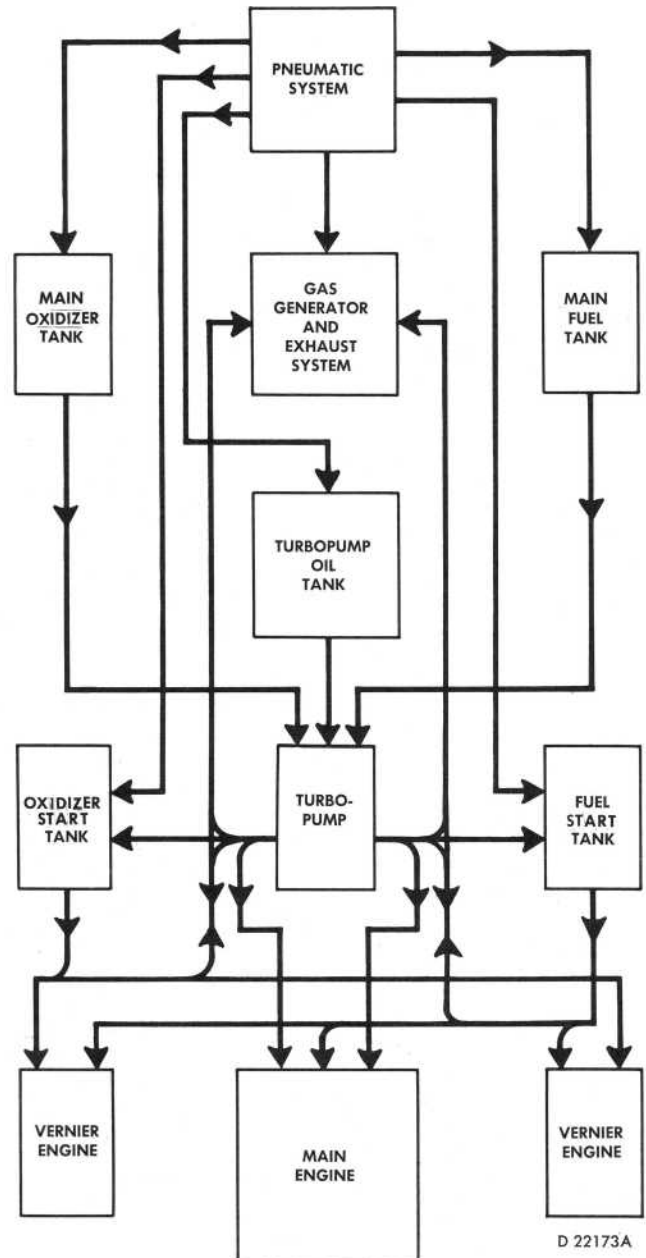 PNEUMATIC
SYSTEM
MAIN
OXIDIZER
TANK
GAS
GENERATOR
AND
EXHAUST
SYSTEM
MAIN
FUEL
TANK
TURBOPUMP
OIL
TANK
OXIDIZER
START
TANK
TURBO-
PUMP
FUEL
START
TANK
VERNIER
ENGINE
MAIN
ENGINE
VERNIER
ENGINE
D 22173A